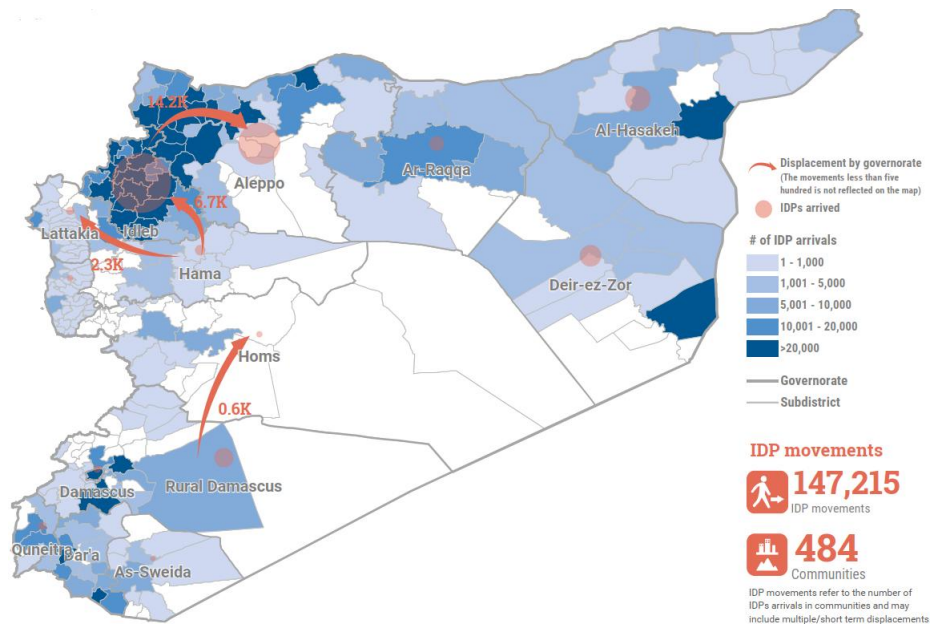 14.2K
Al-Hasakeh
Ar-Raqqa
Aleppo
6.7K
Lattakia
Idleb
2.3K
Hama
Deir-ez-Zor
Homs
0.6K
Rural Damascus
Damascus
Quneitra
Dar'a
As-Sweida
Displacement by governorate
(The movements less than five
hundred is not reflected on the map)
IDPs arrived
# of IDP arrivals
1 - 1,000
1,001 - 5,000
5,001 - 10,000
10,001 - 20,000
>20,000
Governorate
Subdistrict
IDP movements
147,215
IDP movements
484
Communities
IDP movements refer to the number of
IDPs arrivals in communities and may
include multiple/short term displacements